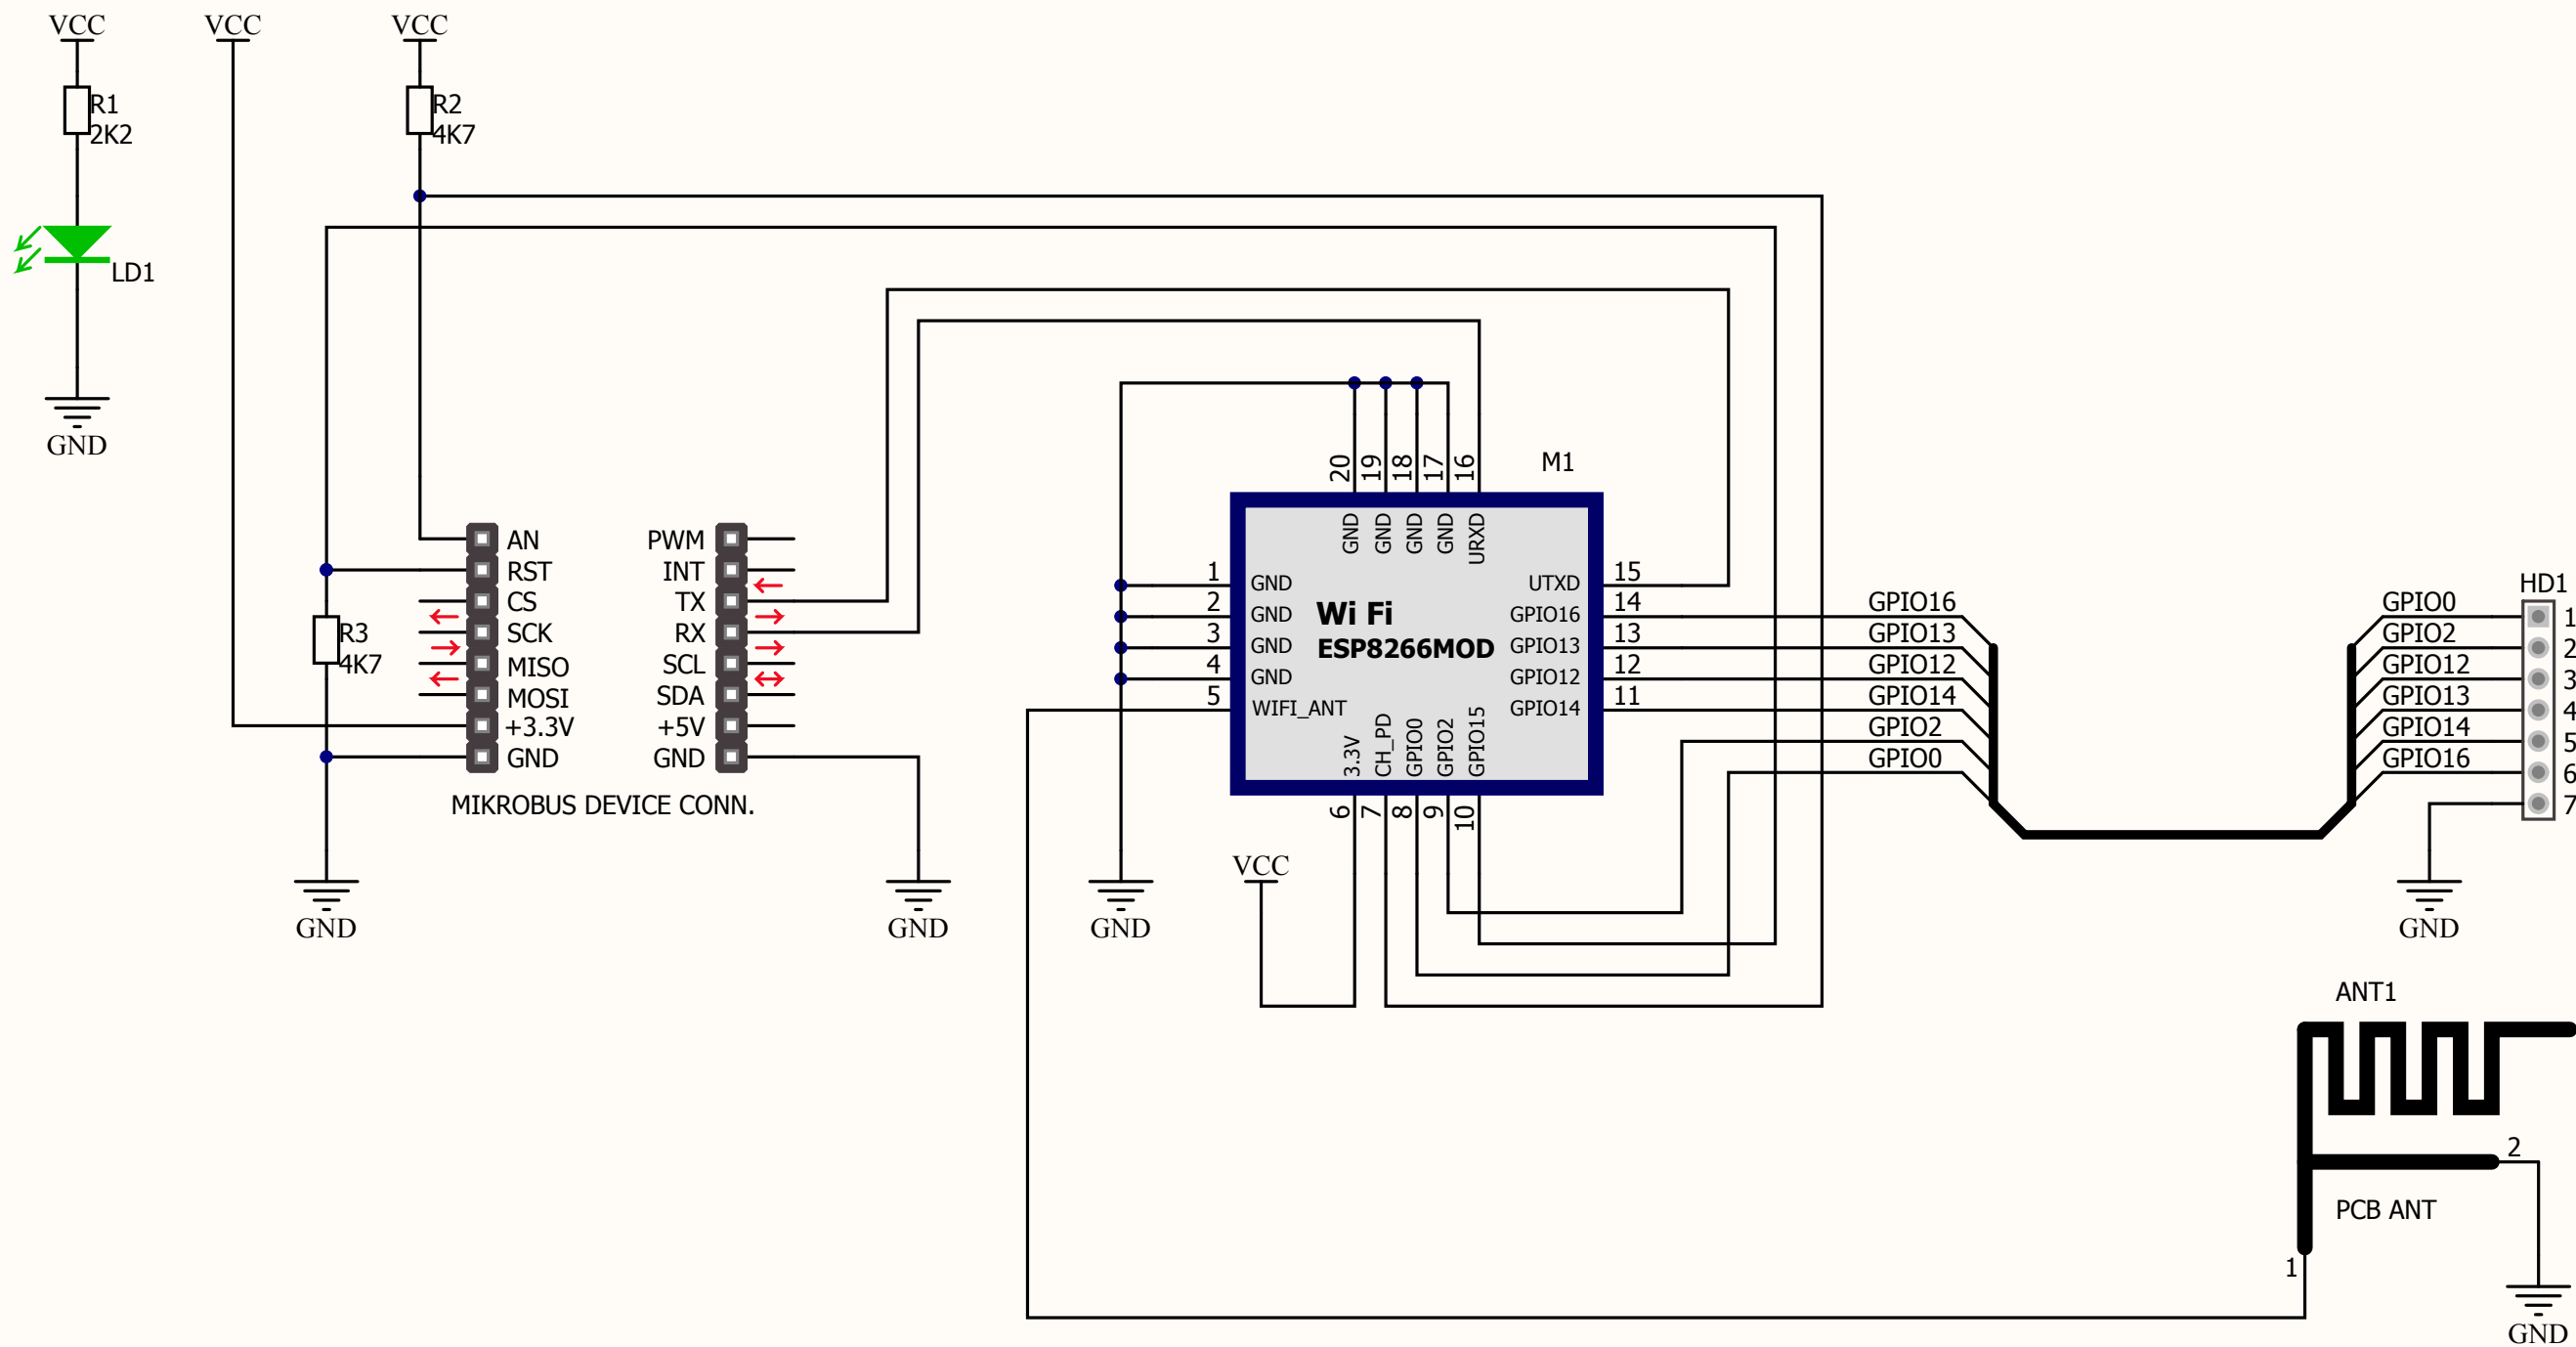 VCC
VCC
VCC
R1
2K2
R2
4K7
LD1
GND
AN
RST
CS
SCK
MISO
MOSI
+3.3V
GND
PWM
INT
TX
RX
SCL
SDA
+5V
GND
MIKROBUS DEVICE CONN.
R3
4K7
GND
GND
GND
M1
20
19
18
17
16
GND
GND
GND
GND
URXD
1
2
3
4
5
GND
GND
GND
GND
WIFI_ANT
Wi Fi
ESP8266MOD
UTXD
GPIO16
GPIO13
GPIO12
GPIO14
15
14
13
12
11
3.3V
CH_PD
GPIO0
GPIO2
GPIO15
6
7
8
9
10
VCC
GPIO16
GPIO13
GPIO12
GPIO14
GPIO2
GPIO0
HD1
GPIO0
GPIO2
GPIO12
GPIO13
GPIO14
GPIO16
1
2
3
4
5
6
7
GND
ANT1
2
PCB ANT
1
GND